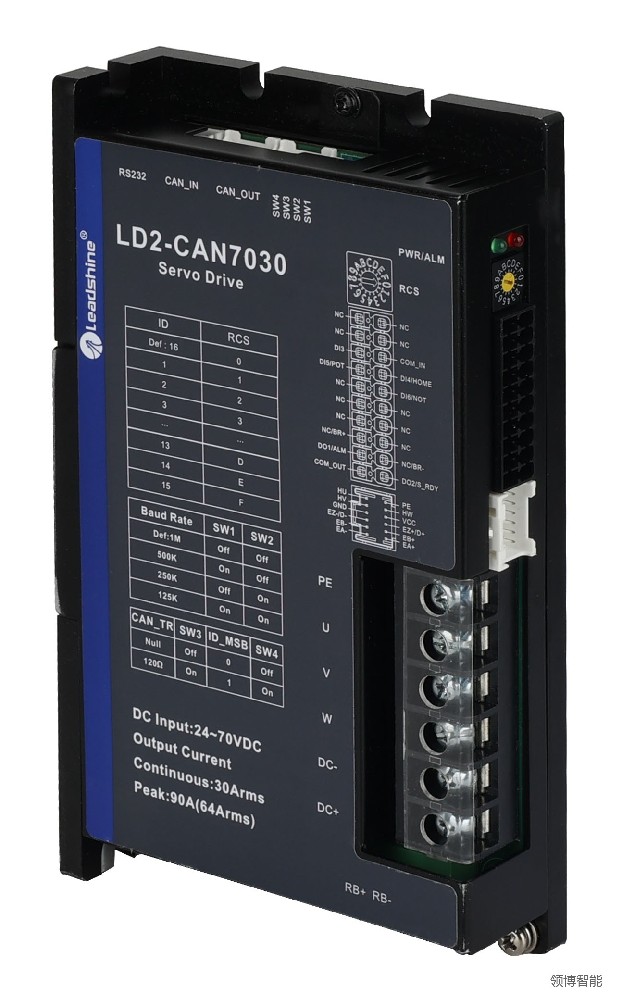 RS232 CAN_IN CAN_OUT SW4 SW3 SW2 SW1
Leadshine®
LD2-CAN7030
Servo Drive
PWR/ALM
RCS
ID RCS
Def: 16 0
1 1
2 2
3 3
... ...
13 D
14 E
15 F
NC NC
NC NC
DI3 COM_IN
DI5/POT DI4/HOME
NC DI6/NOT
NC NC
NC NC
NC/BR+ NC
DO1/ALM NC/BR-
COM_OUT DO2/S_RDY
HU PE
HV HW
GND VCC
EZ-/D- EZ+/D+
EB- EB+
EA- EA+
Baud Rate SW1 SW2
Def:1M Off Off
500K On Off
250K Off On
125K On On
CAN_TR SW3 ID_MSB SW4
Null Off 0 Off
120Ω On 1 On
PE
U
V
W
DC-
DC+
RB+ RB-
DC Input:24~70VDC
Output Current
Continuous:30Arms
Peak:90A(64Arms)
领博智能